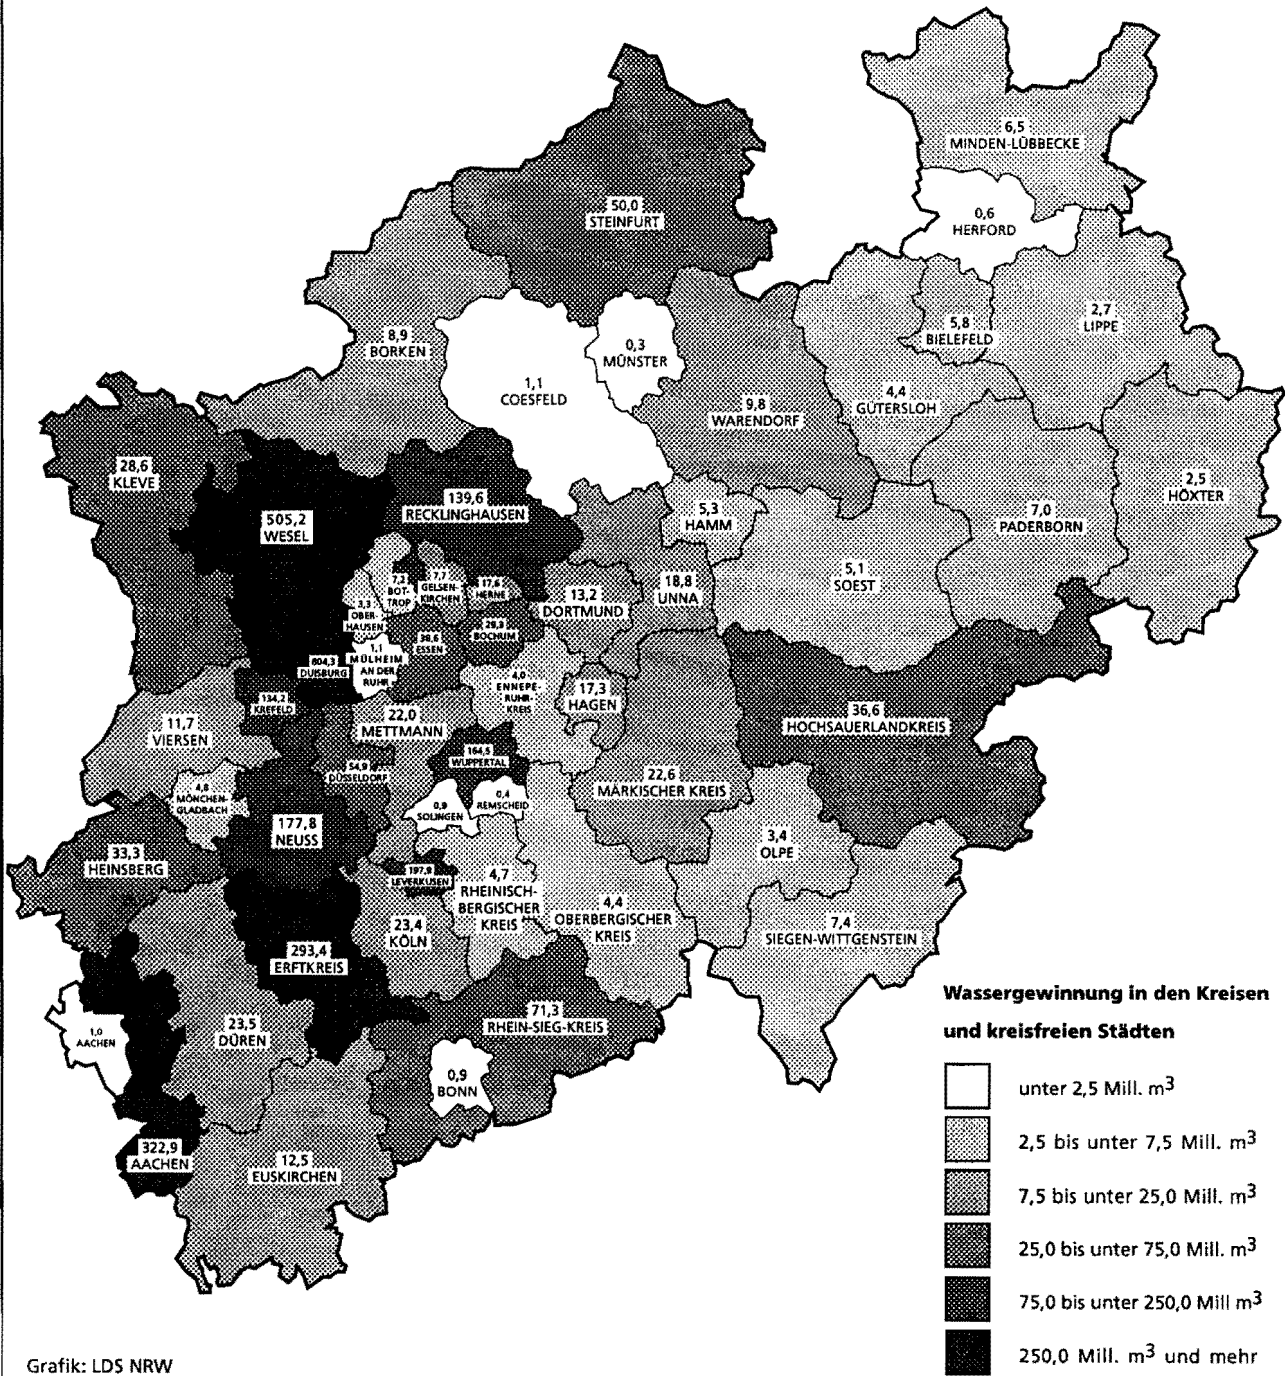 6,5
MINDEN-LÜBBECKE
50,0
STEINFURT
0,6
HERFORD
2,7
LIPPE
5,8
BIELEFELD
8,9
BORKEN
0,3
MÜNSTER
1,1
COESFELD
4,4
GÜTERSLOH
9,8
WARENDORF
28,6
KLEVE
2,5
HÖXTER
139,6
RECKLINGHAUSEN
5,3
HAMM
7,0
PADERBORN
505,2
WESEL
5,1
SOEST
7,3
BOT-
TROP
7,7
GELSEN-
KIRCHEN
17,6
HERNE
13,2
DORTMUND
18,8
UNNA
3,3
OBER-
HAUSEN
BOCHUM
ESSEN
1,1
MÜLHEIM
AN DER
RUHR
804,3
DUISBURG
4,0
ENNEPE-
RUHR-
KREIS
17,3
HAGEN
134,2
KREFELD
11,7
VIERSEN
22,0
METTMANN
36,6
HOCHSAUERLANDKREIS
164,5
WUPPERTAL
54,9
DÜSSELDORF
22,6
MÄRKISCHER KREIS
4,8
MÖNCHEN-
GLADBACH
0,9
SOLINGEN
0,4
REMSCHEID
177,8
NEUSS
3,4
OLPE
33,3
HEINSBERG
LEVERKUSEN
4,7
RHEINISCH-
BERGISCHER
KREIS
4,4
OBERBERGISCHER
KREIS
23,4
KÖLN
7,4
SIEGEN-WITTGENSTEIN
293,4
ERFTKREIS
71,3
RHEIN-SIEG-KREIS
1,0
AACHEN
23,5
DÜREN
0,9
BONN
322,9
AACHEN
12,5
EUSKIRCHEN
Wassergewinnung in den Kreisen
und kreisfreien Städten
unter 2,5 Mill. m³
2,5 bis unter 7,5 Mill. m³
7,5 bis unter 25,0 Mill. m³
25,0 bis unter 75,0 Mill. m³
75,0 bis unter 250,0 Mill m³
250,0 Mill. m³ und mehr
Grafik: LDS NRW